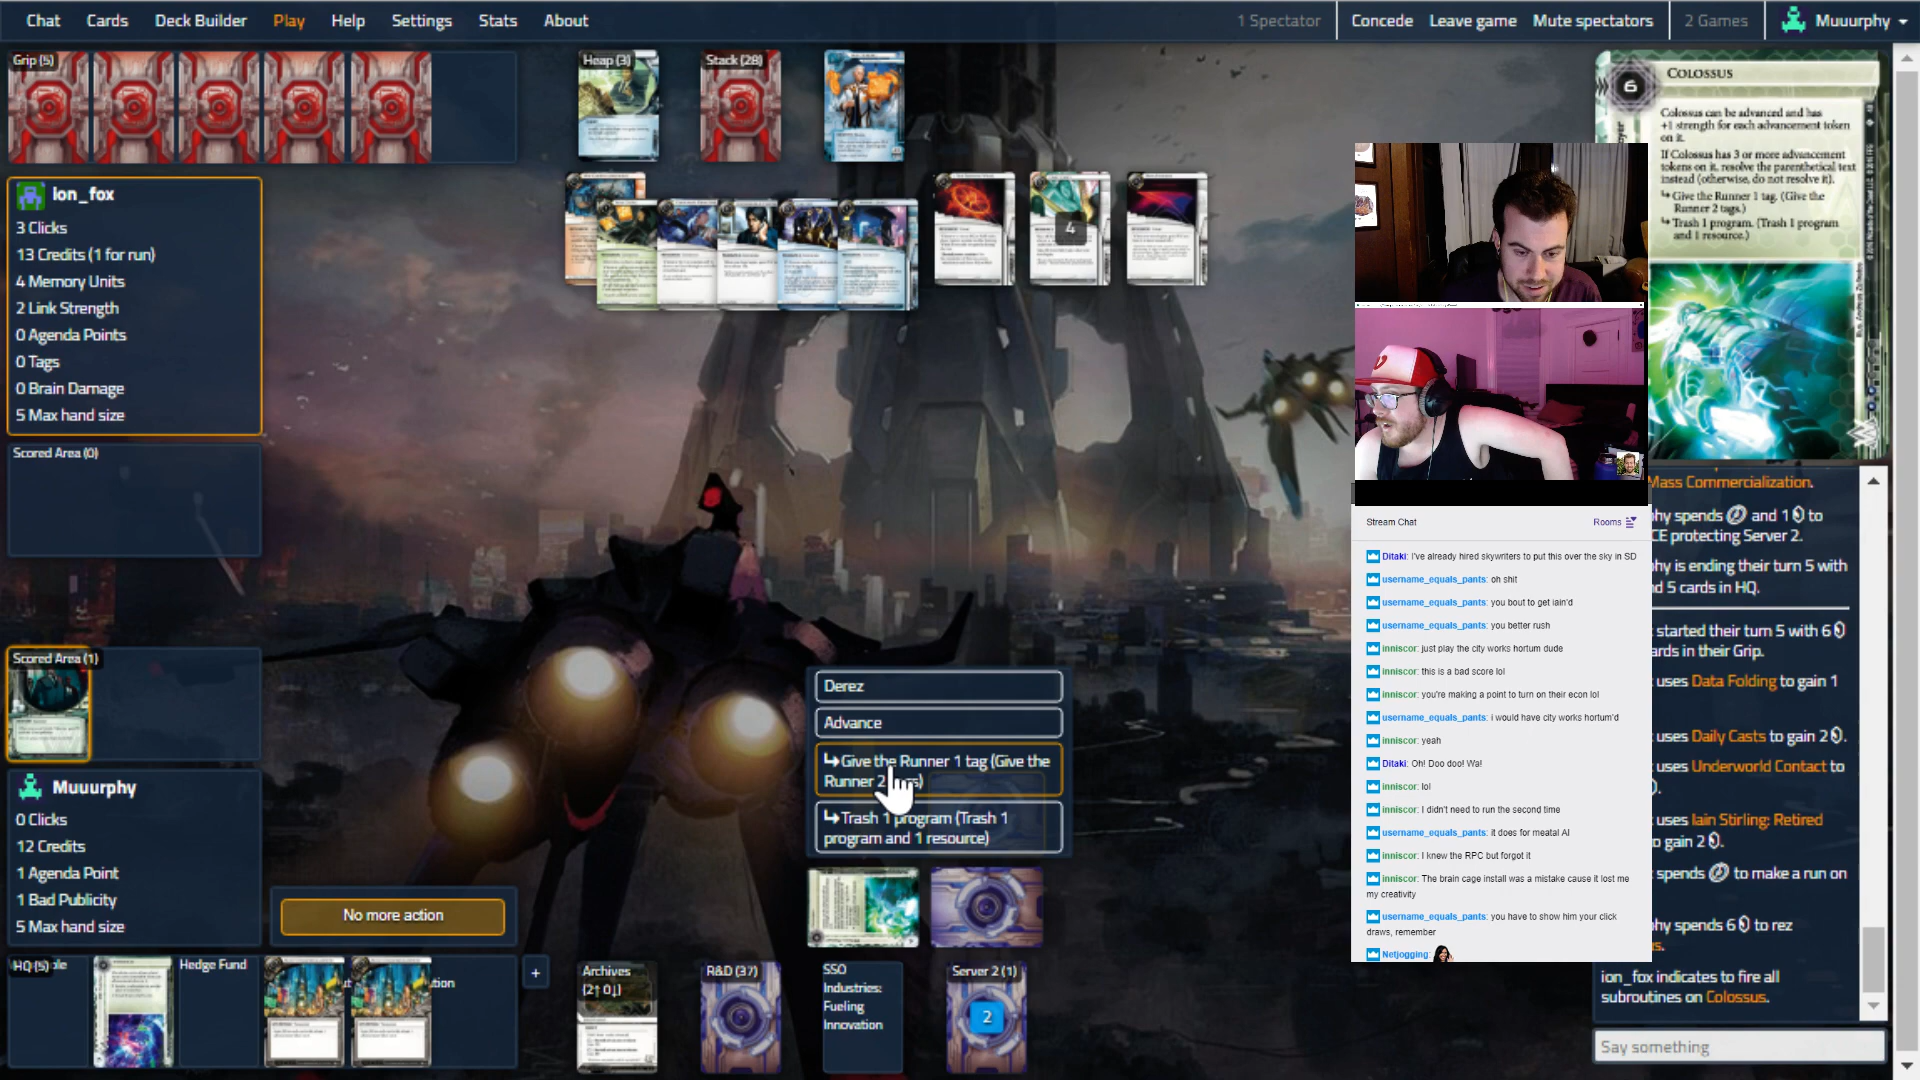 Chat Cards Deck Builder Play Help Settings Stats About
1 Spectator Concede Leave game Mute spectators 2 Games Muuurphy
Grip (5)
Heap (3)
Stack (28)
ion_fox
3 Clicks
13 Credits (1 for run)
4 Memory Units
2 Link Strength
0 Agenda Points
0 Tags
0 Brain Damage
5 Max hand size
Scored Area (0)
4
Scored Area (1)
Muuurphy
0 Clicks
12 Credits
1 Agenda Point
1 Bad Publicity
5 Max hand size
No more action
Derez
Advance
Give the Runner 1 tag (Give the
Runner 2
Trash 1 program (Trash 1
program and 1 resource)
HQ (5)
Hedge Fund
+
Archives
(2↑ 0↓)
R&D (37)
SSO
Industries:
Fueling
Innovation
Server 2 (1)
2
6
Colossus
Colossus can be advanced and has
+1 strength for each advancement token
on it.
If Colossus has 3 or more advancement
tokens on it, resolve the parenthetical text
instead (otherwise, do not resolve it).
Give the Runner 1 tag. (Give the
Runner 2 tags.)
Trash 1 program. (Trash 1 program
and 1 resource.)
Stream Chat
Rooms
Ditaki: I've already hired skywriters to put this over the sky in SD
username_equals_pants: oh shit
username_equals_pants: you bout to get iain'd
username_equals_pants: you better rush
inniscor: just play the city works hortum dude
inniscor: this is a bad score lol
inniscor: you're making a point to turn on their econ lol
username_equals_pants: i would have city works hortum'd
inniscor: yeah
Ditaki: Oh! Doo doo! Wa!
inniscor: lol
inniscor: I didn't need to run the second time
username_equals_pants: it does for meatal AI
inniscor: I knew the RPC but forgot it
inniscor: The brain cage install was a mistake cause it lost me
my creativity
username_equals_pants: you have to show him your click
draws, remember
Netjogging:
Mass Commercialization.
hy spends and 1 to
CE protecting Server 2.
hy is ending their turn 5 with
nd 5 cards in HQ.
started their turn 5 with 6
ards in their Grip.
uses Data Folding to gain 1
uses Daily Casts to gain 2.
uses Underworld Contact to
uses Iain Stirling: Retired
o gain 2.
spends to make a run on
hy spends 6 to rez
s.
ion_fox indicates to fire all
subroutines on Colossus.
Say something